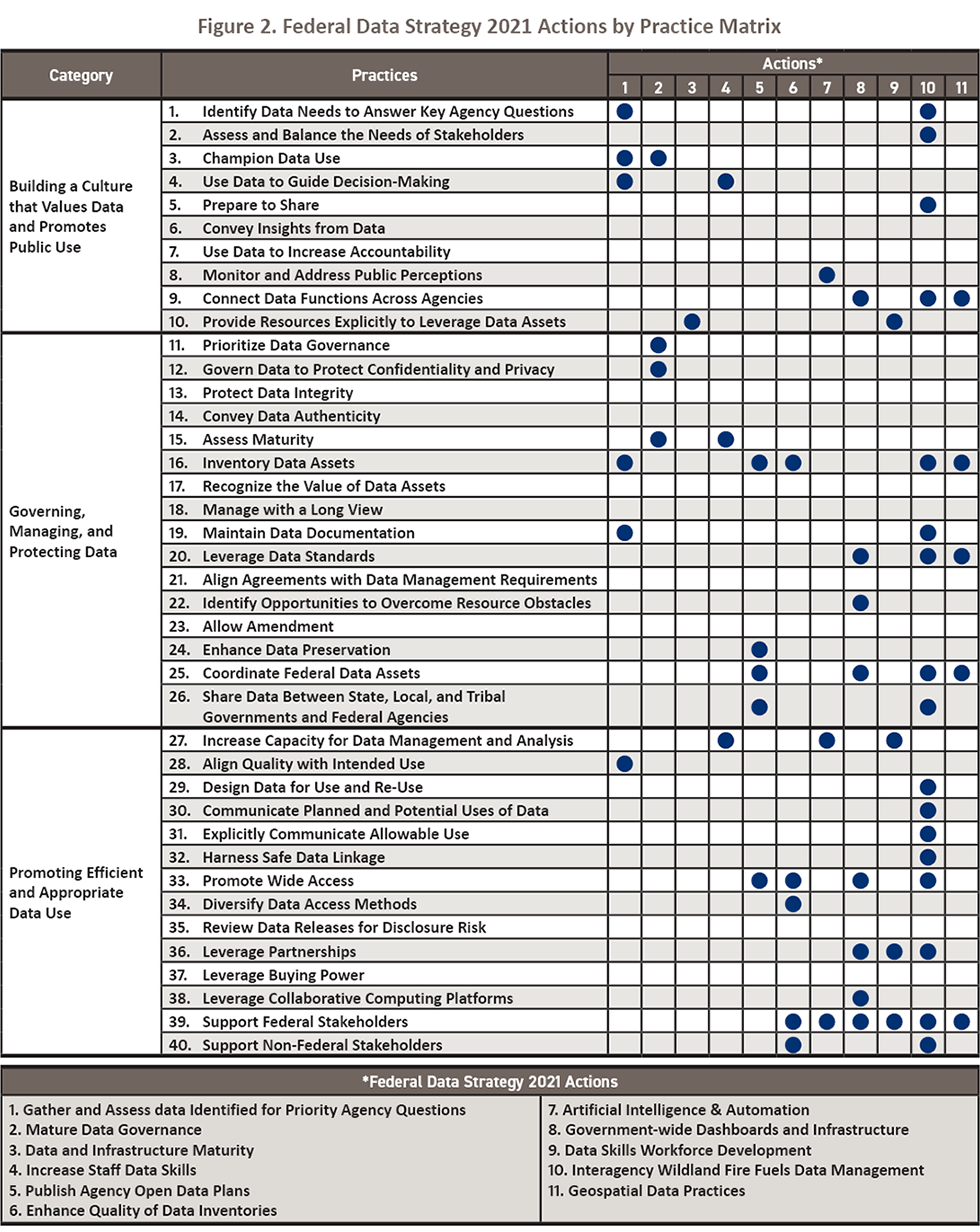 Figure 2. Federal Data Strategy 2021 Actions by Practice Matrix
Category Practices Actions*
1 2 3 4 5 6 7 8 9 10 11
Building a Culture
that Values Data
and Promotes
Public Use
1. Identify Data Needs to Answer Key Agency Questions
2. Assess and Balance the Needs of Stakeholders
3. Champion Data Use
4. Use Data to Guide Decision-Making
5. Prepare to Share
6. Convey Insights from Data
7. Use Data to Increase Accountability
8. Monitor and Address Public Perceptions
9. Connect Data Functions Across Agencies
10. Provide Resources Explicitly to Leverage Data Assets
Governing,
Managing, and
Protecting Data
11. Prioritize Data Governance
12. Govern Data to Protect Confidentiality and Privacy
13. Protect Data Integrity
14. Convey Data Authenticity
15. Assess Maturity
16. Inventory Data Assets
17. Recognize the Value of Data Assets
18. Manage with a Long View
19. Maintain Data Documentation
20. Leverage Data Standards
21. Align Agreements with Data Management Requirements
22. Identify Opportunities to Overcome Resource Obstacles
23. Allow Amendment
24. Enhance Data Preservation
25. Coordinate Federal Data Assets
26. Share Data Between State, Local, and Tribal
Governments and Federal Agencies
Promoting Efficient
and Appropriate
Data Use
27. Increase Capacity for Data Management and Analysis
28. Align Quality with Intended Use
29. Design Data for Use and Re-Use
30. Communicate Planned and Potential Uses of Data
31. Explicitly Communicate Allowable Use
32. Harness Safe Data Linkage
33. Promote Wide Access
34. Diversify Data Access Methods
35. Review Data Releases for Disclosure Risk
36. Leverage Partnerships
37. Leverage Buying Power
38. Leverage Collaborative Computing Platforms
39. Support Federal Stakeholders
40. Support Non-Federal Stakeholders
*Federal Data Strategy 2021 Actions
1. Gather and Assess data Identified for Priority Agency Questions
2. Mature Data Governance
3. Data and Infrastructure Maturity
4. Increase Staff Data Skills
5. Publish Agency Open Data Plans
6. Enhance Quality of Data Inventories
7. Artificial Intelligence & Automation
8. Government-wide Dashboards and Infrastructure
9. Data Skills Workforce Development
10. Interagency Wildland Fire Fuels Data Management
11. Geospatial Data Practices